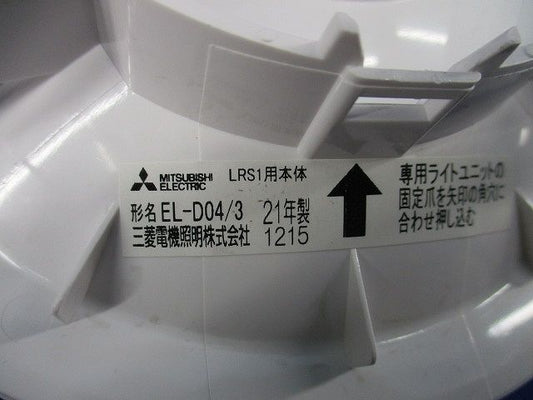 MITSUBISHI
ELECTRIC
LRS1用本体
形名 EL-D04/3 21年製
三菱電機照明株式会社 1215
専用ライトユニットの
固定爪を矢印の角穴に
合わせ押し込む